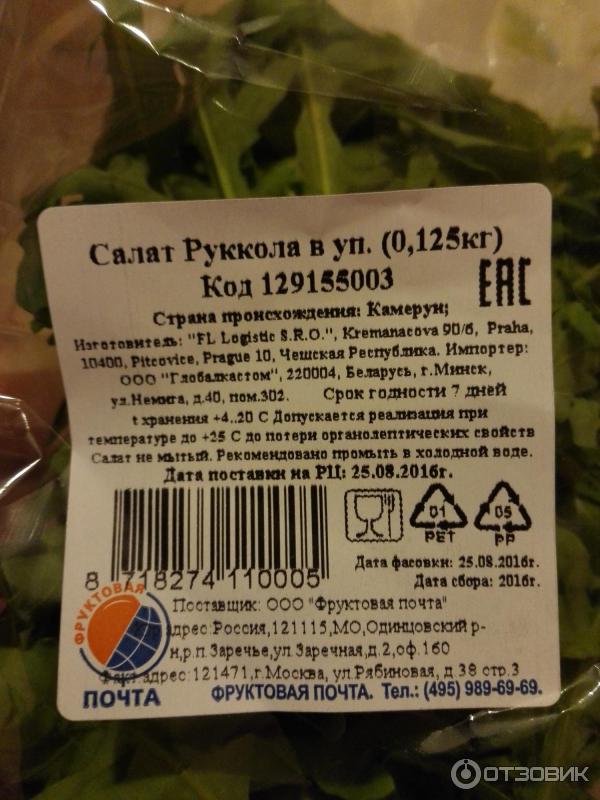 Салат Руккола в уп. (0,125кг)
Код 129155003
EAC
Страна происхождения: Камерун;
Изготовитель: "FL Logistic S.R.O.", Kremanacova 90/6, Praha,
10400, Pitcovice, Prague 10, Чешская Республика. Импортер:
ООО "Глобалкастом", 220004, Беларусь, г.Минск,
ул.Немига, д.40, пом.302. Срок годности 7 дней
t хранения +4..20 С Допускается реализация при
температуре до +25 С до потери органолептических свойств
Салат не мытый. Рекомендовано промыть в холодной воде.
Дата поставки на РЦ: 25.08.2016г.
01
PET
05
PP
8 718274 110005
Дата фасовки: 25.08.2016г.
Дата сбора: 2016г.
ФРУКТОВАЯ
ПОЧТА
Поставщик: ООО "Фруктовая почта"
адрес:Россия,121115,МО,Одинцовский р-
н,р.п.Заречье,ул.Заречная,д.2,оф.160
Факт.адрес:121471,г.Москва, ул.Рябиновая, д.38 стр.3
ФРУКТОВАЯ ПОЧТА. Тел.: (495) 989-69-69.
ОТЗОВИК